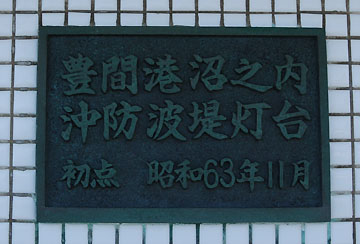 豊間港沼之内
沖防波堤灯台
初点 昭和63年11月